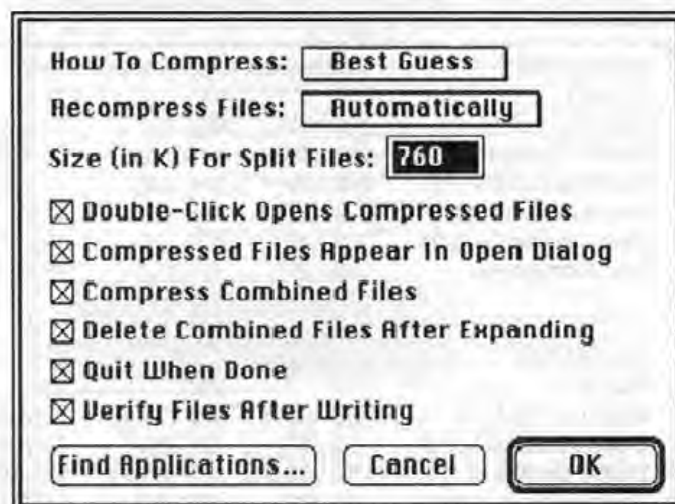 How To Compress: Best Guess
Recompress Files: Automatically
Size (in K) For Split Files: 760
Double-Click Opens Compressed Files
Compressed Files Appear In Open Dialog
Compress Combined Files
Delete Combined Files After Expanding
Quit When Done
Verify Files After Writing
Find Applications... Cancel OK